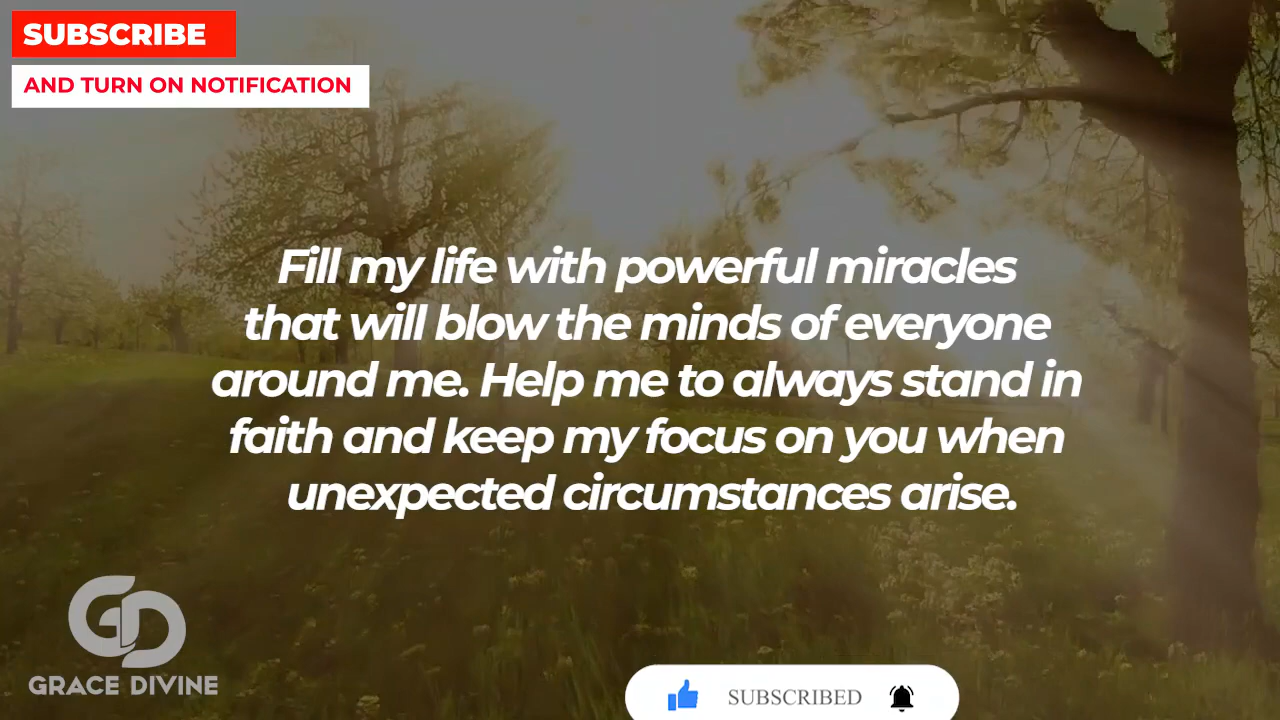 SUBSCRIBE
AND TURN ON NOTIFICATION
Fill my life with powerful miracles
that will blow the minds of everyone
around me. Help me to always stand in
faith and keep my focus on you when
unexpected circumstances arise.
GD
GRACE DIVINE
SUBSCRIBED